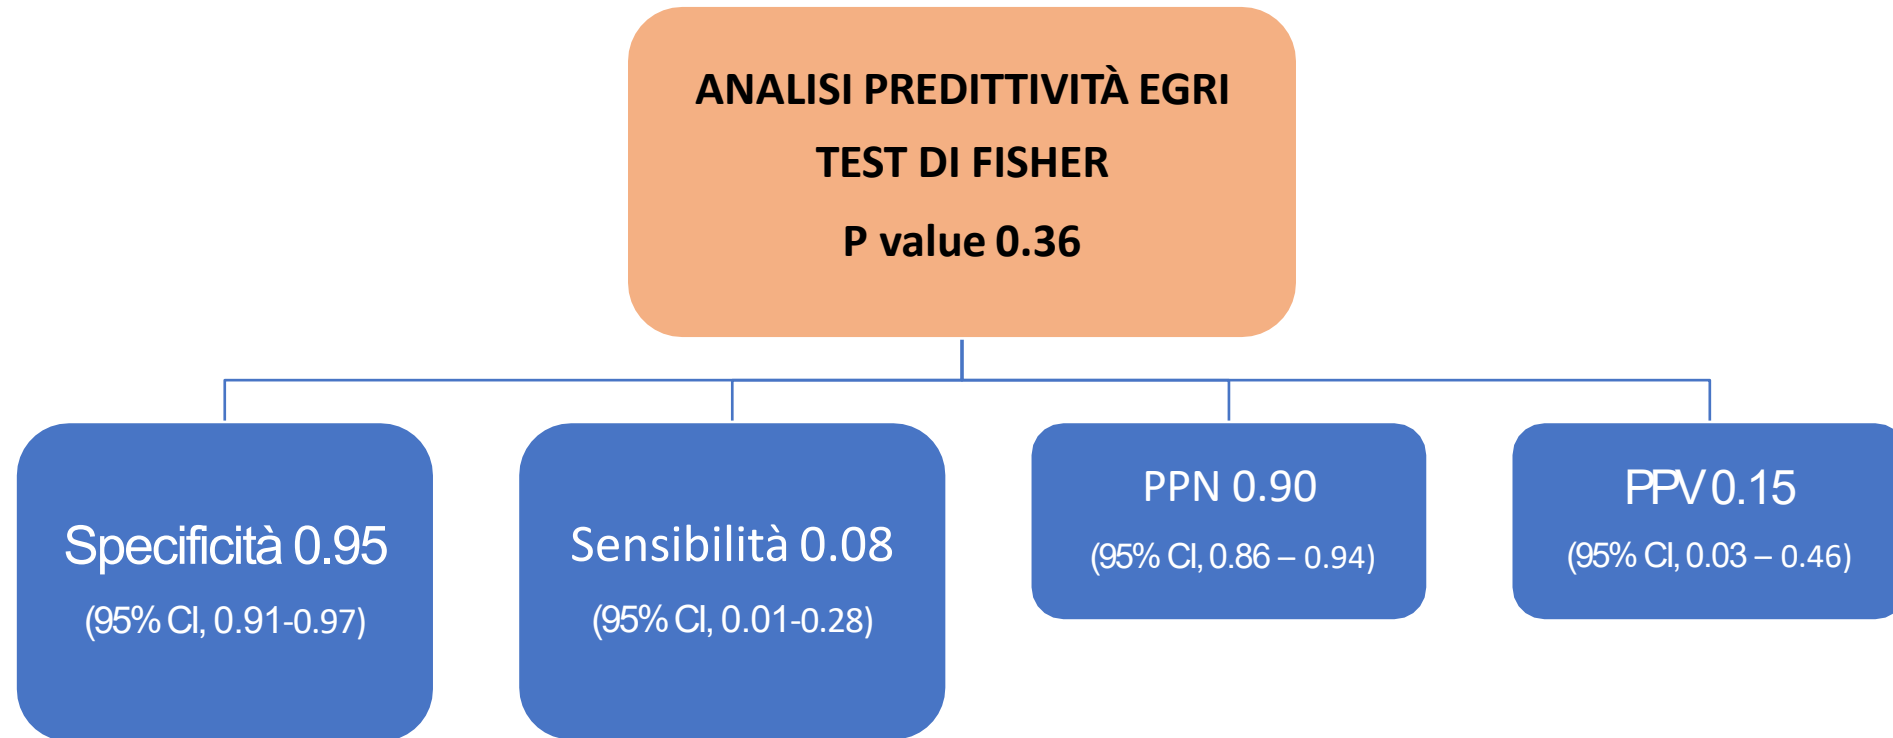 ANALISI PREDITTIVITÀ EGRI
TEST DI FISHER
P value 0.36
Specificità 0.95
(95% CI, 0.91-0.97)
Sensibilità 0.08
(95% CI, 0.01-0.28)
PPN 0.90
(95% CI, 0.86 – 0.94)
PPV 0.15
(95% CI, 0.03 – 0.46)